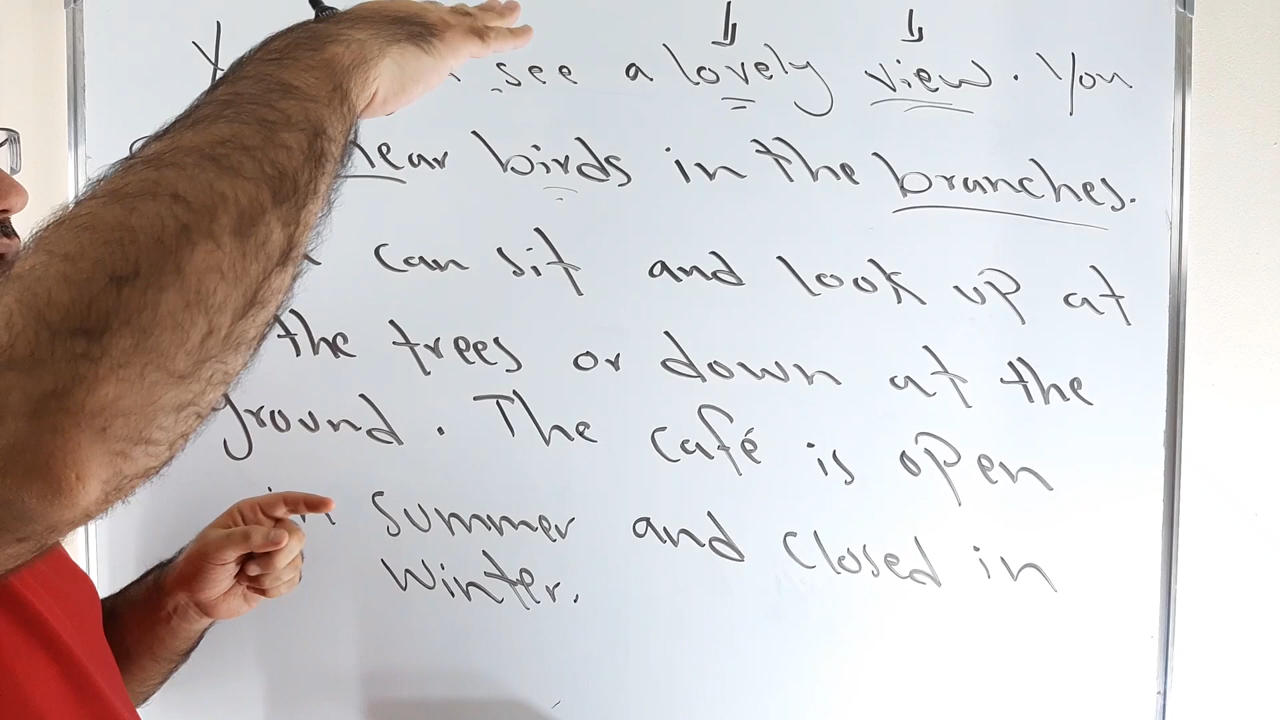 see a lovely view. You
hear birds in the branches.
can sit and look up at
the trees or down at the
ground. The café is open
in summer and closed in
winter.